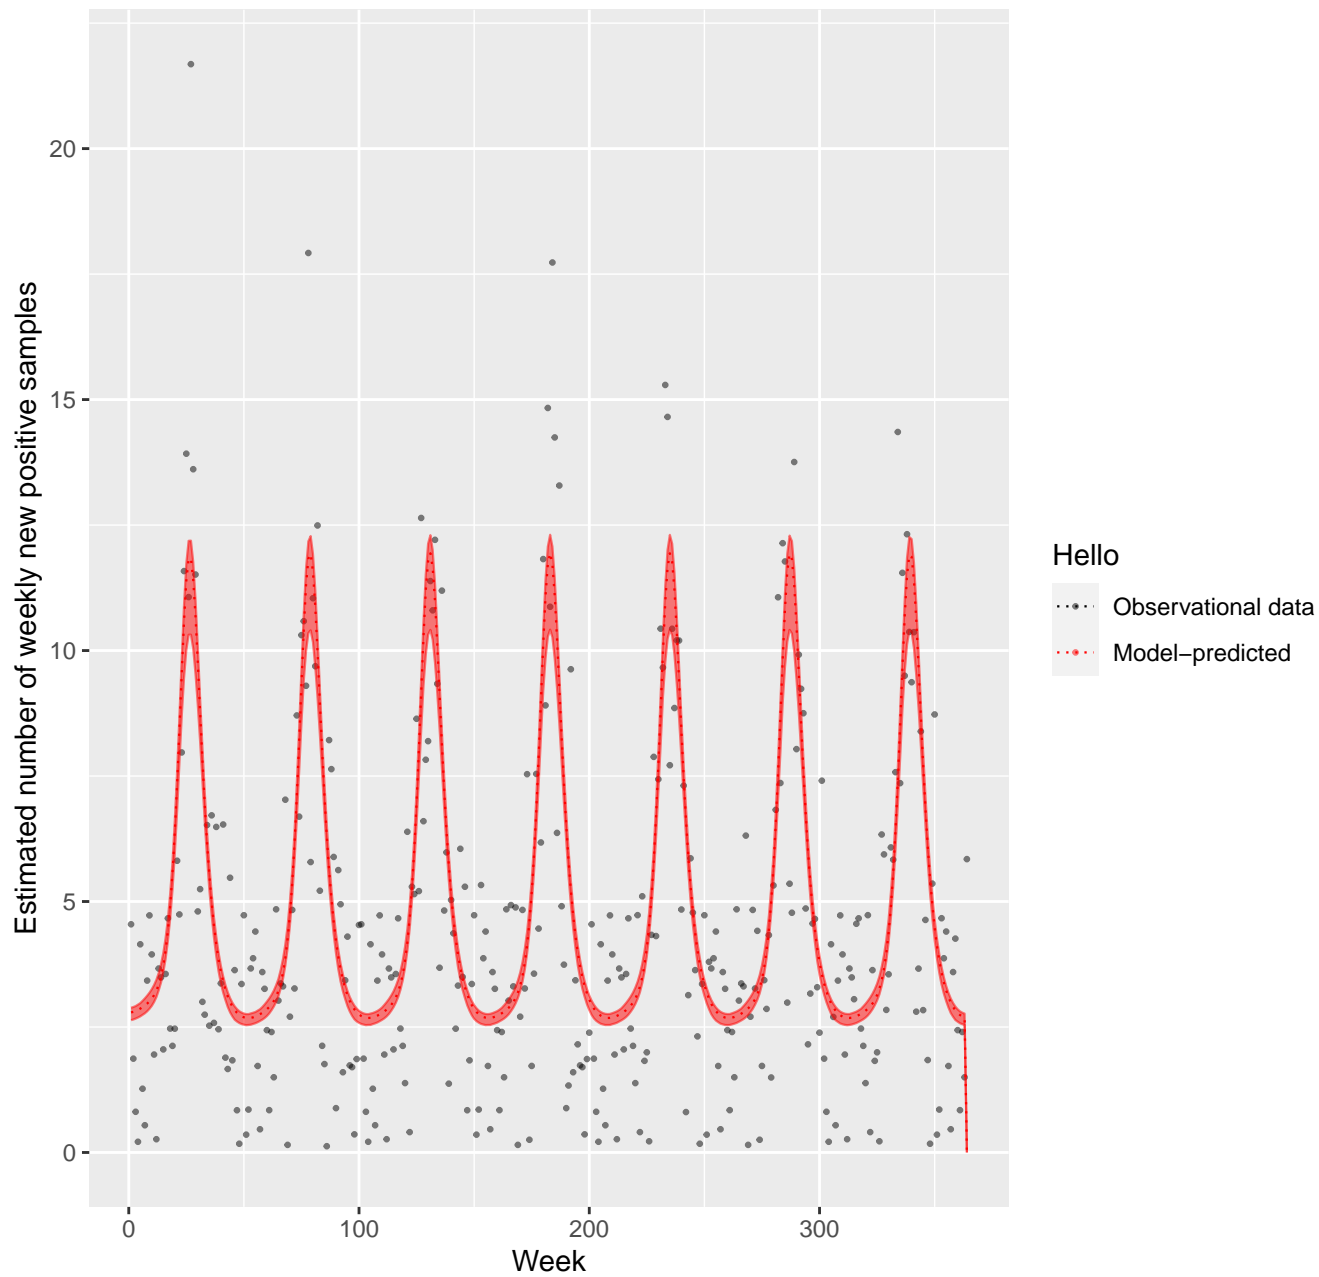 20
15
10
5
0
0
100
200
300
Week
Estimated number of weekly new positive samples
Hello
Observational data
Model−predicted